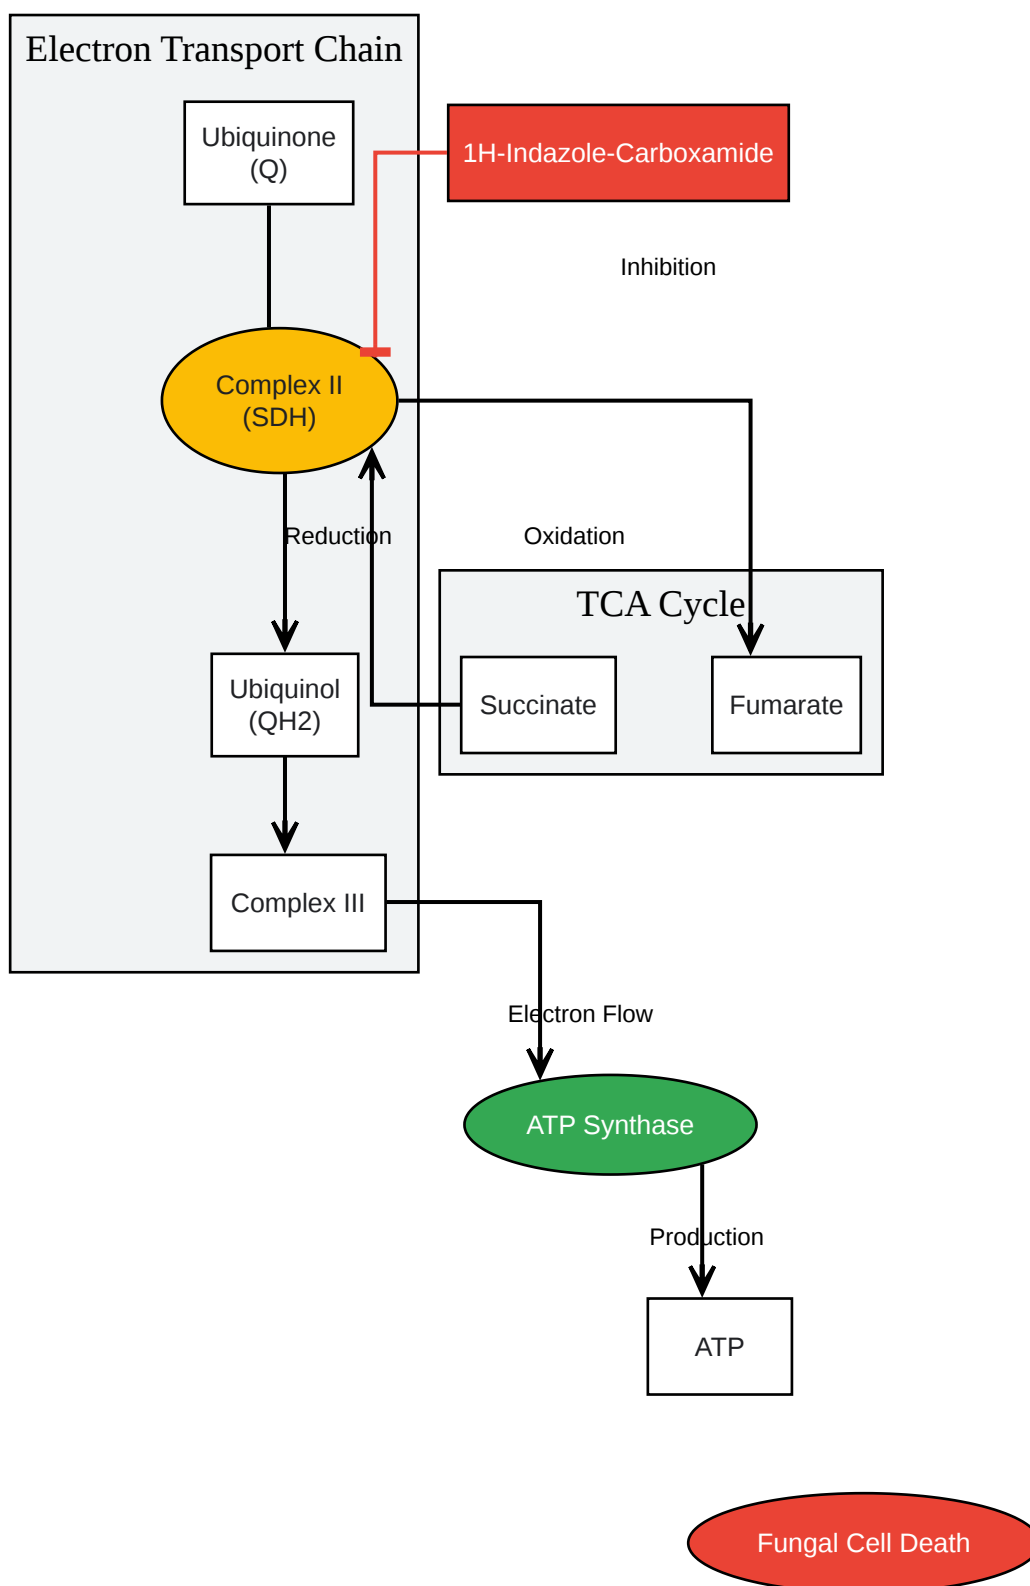 Electron Transport Chain
Ubiquinone
(Q)
1H-Indazole-Carboxamide
Inhibition
Complex II
(SDH)
Reduction
Oxidation
TCA Cycle
Ubiquinol
(QH2)
Succinate
Fumarate
Complex III
Electron Flow
ATP Synthase
Production
ATP
Fungal Cell Death